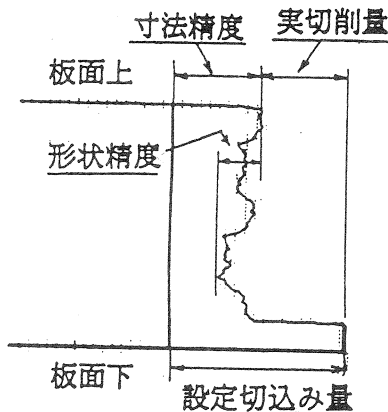 寸法精度
実切削量
板面上
形状精度
板面下
設定切込み量